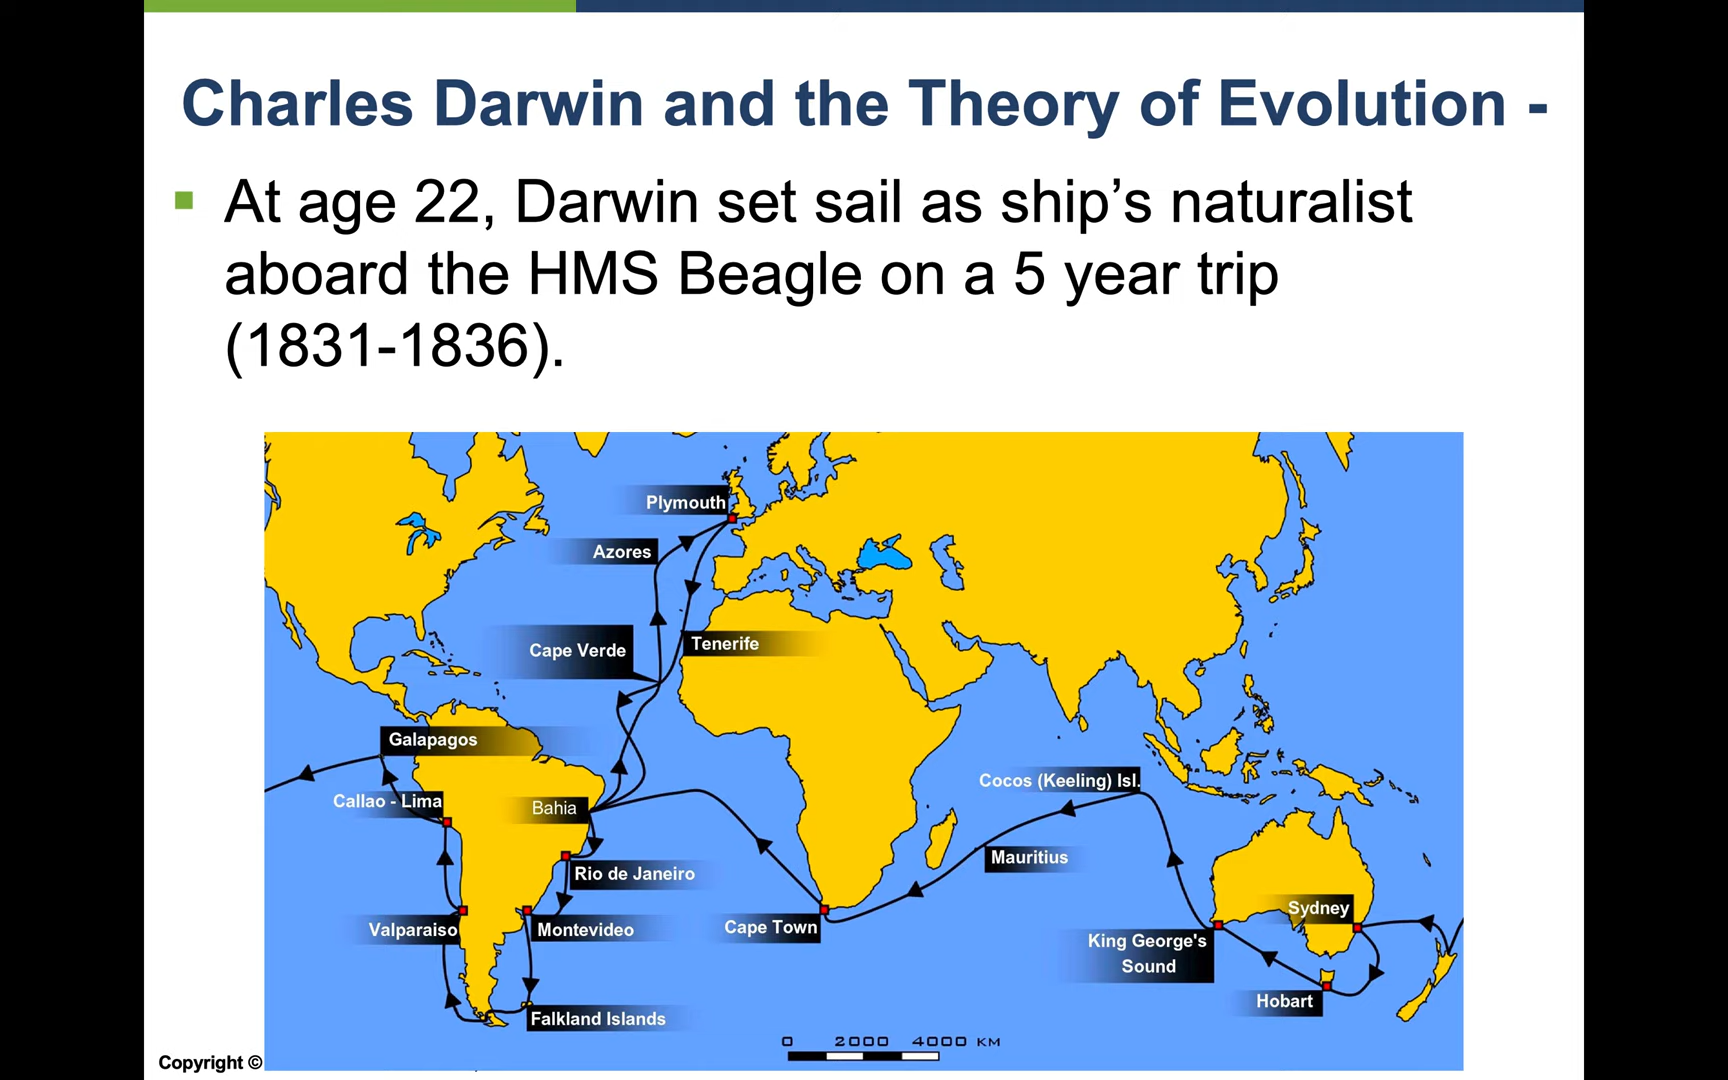 Charles Darwin and the Theory of Evolution -
At age 22, Darwin set sail as ship’s naturalist
aboard the HMS Beagle on a 5 year trip
(1831-1836).
Plymouth
Azores
Cape Verde
Tenerife
Galapagos
Callao - Lima
Bahia
Cocos (Keeling) Isl.
Mauritius
Rio de Janeiro
Sydney
Valparaiso
Montevideo
Cape Town
King George's
Sound
Hobart
Falkland Islands
0 2000 4000 KM
Copyright ©